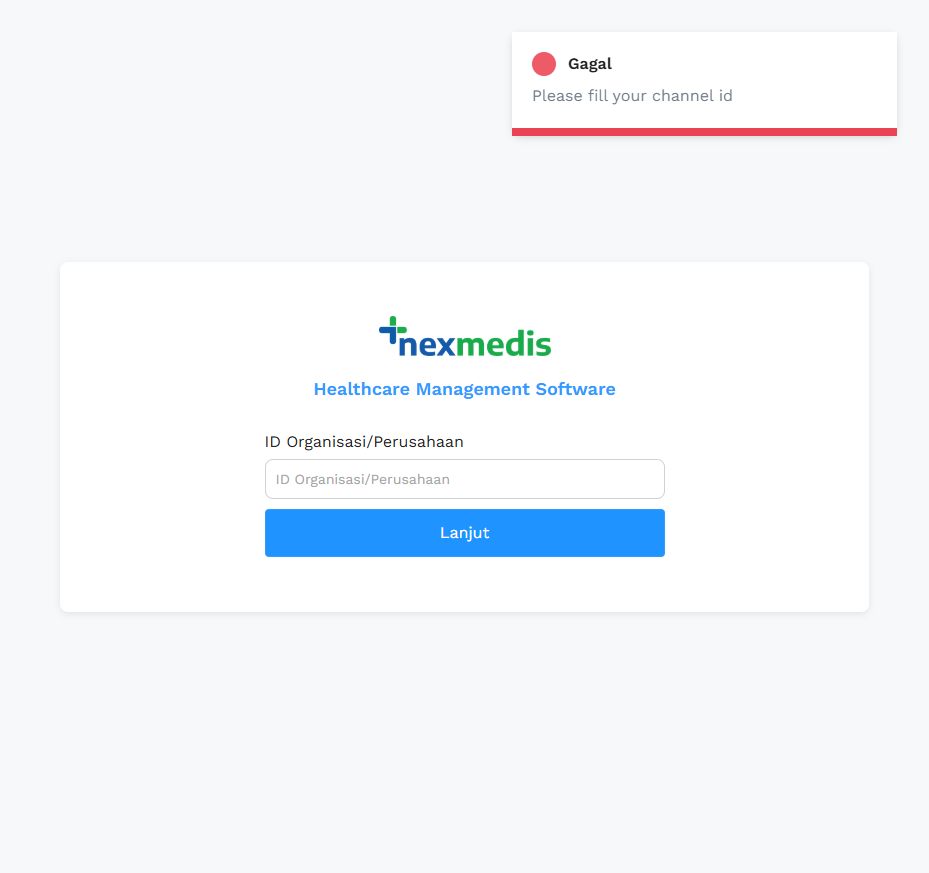 Gagal
Please fill your channel id
nexmedis
Healthcare Management Software
ID Organisasi/Perusahaan
ID Organisasi/Perusahaan
Lanjut